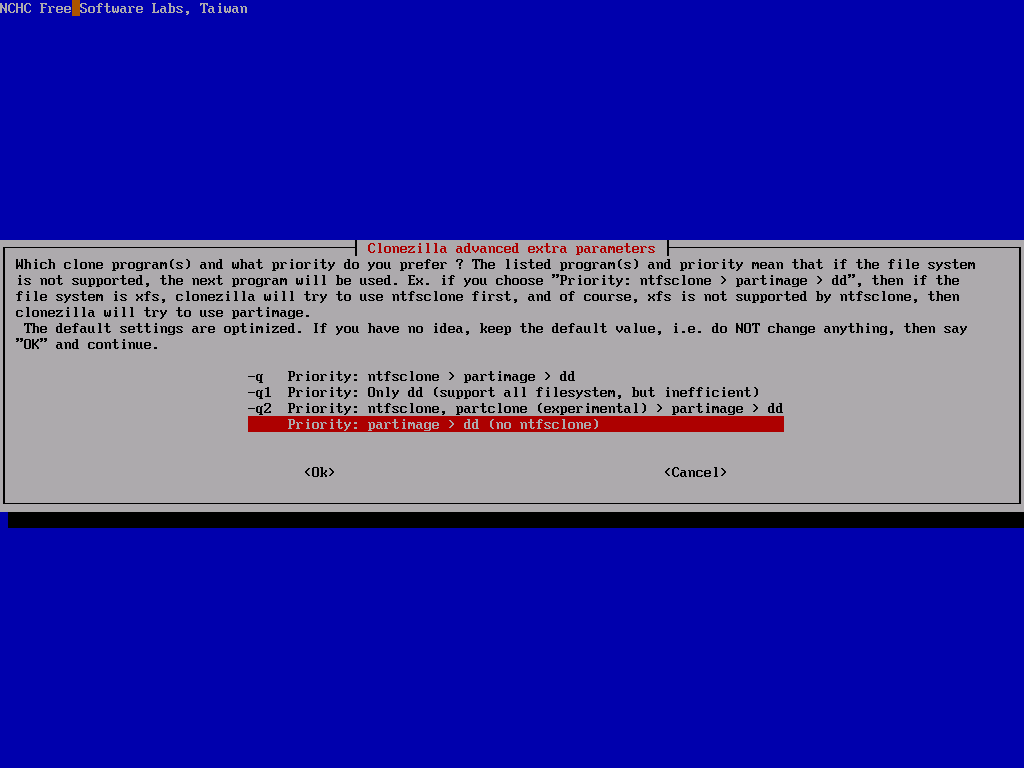 NCHC Free Software Labs, Taiwan
Clonezilla advanced extra parameters
Which clone program(s) and what priority do you prefer ? The listed program(s) and priority mean that if the file system
is not supported, the next program will be used. Ex. if you choose "Priority: ntfsclone > partimage > dd", then if the
file system is xfs, clonezilla will try to use ntfsclone first, and of course, xfs is not supported by ntfsclone, then
clonezilla will try to use partimage.
The default settings are optimized. If you have no idea, keep the default value, i.e. do NOT change anything, then say
"OK" and continue.
-q Priority: ntfsclone > partimage > dd
-q1 Priority: Only dd (support all filesystem, but inefficient)
-q2 Priority: ntfsclone, partclone (experimental) > partimage > dd
Priority: partimage > dd (no ntfsclone)
<Ok> <Cancel>